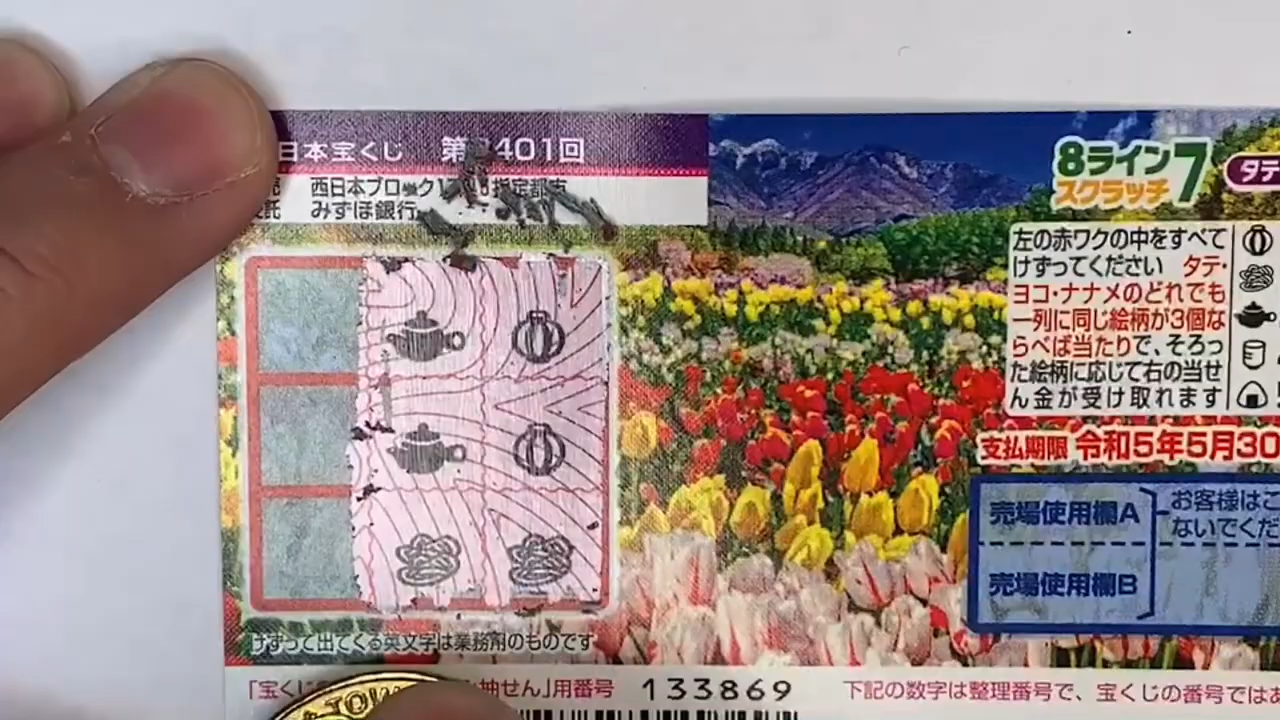 日本宝くじ 第 401回
西日本ブロック 指定都市
託 みずほ銀行
8ライン
スクラッチ7
タテ
左の赤ワクの中をすべて
けずってください タテ・
ヨコ・ナナメのどれでも
一列に同じ絵柄が3個な
らべば当たりで、そろっ
た絵柄に応じて右の当せ
ん金が受け取れます
支払期限 令和5年5月30
売場使用欄A
売場使用欄B
お客様はこ
ないでくだ
けずって出てくる英文字は業務用のものです
「宝くじ 抽せん」用番号 133869 下記の数字は整理番号で、宝くじの番号ではあ